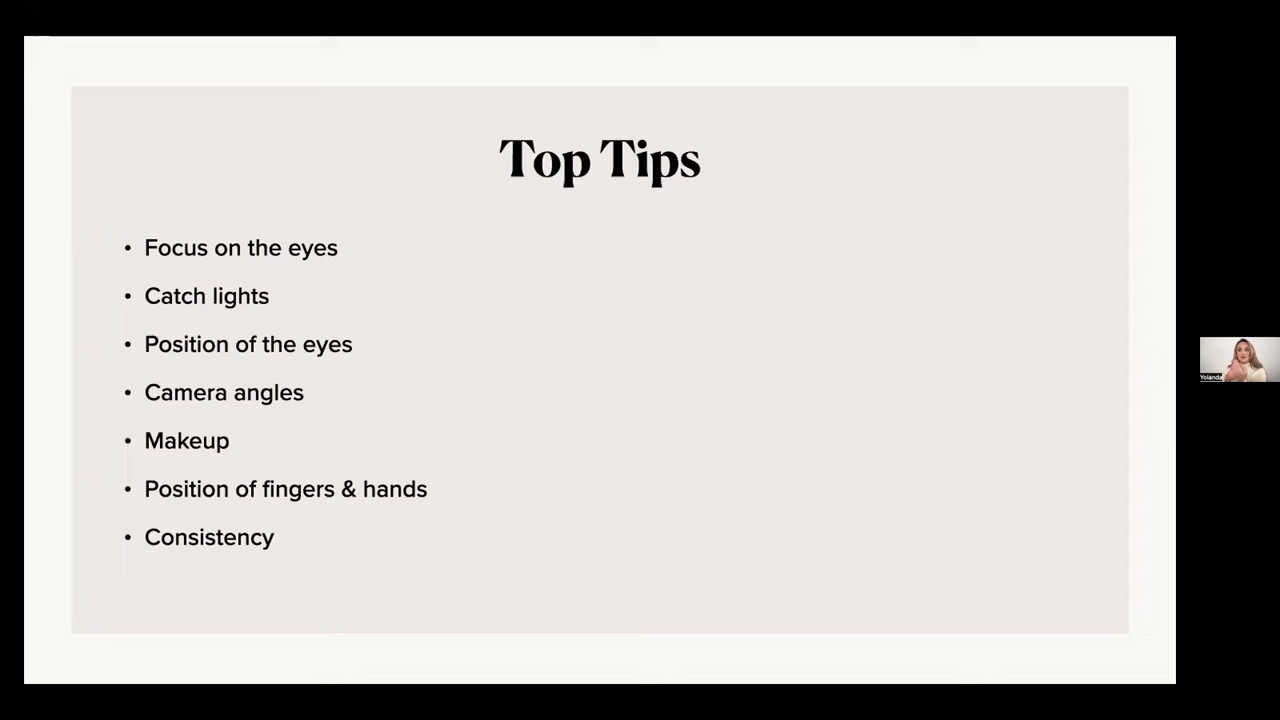 Top Tips
• Focus on the eyes
• Catch lights
• Position of the eyes
• Camera angles
• Makeup
• Position of fingers & hands
• Consistency
Yolanda